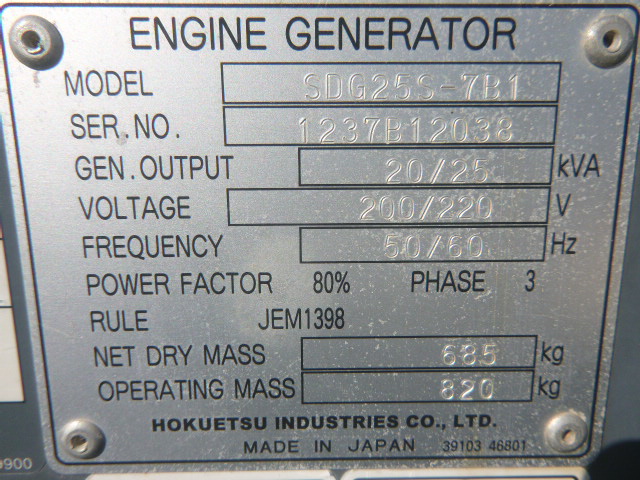 ENGINE GENERATOR
MODEL SDG25S-7B1
SER.NO. 1237B12038
GEN.OUTPUT 20/25 kVA
VOLTAGE 200/220 V
FREQUENCY 50/60 Hz
POWER FACTOR 80% PHASE 3
RULE JEM1398
NET DRY MASS 685 kg
OPERATING MASS 820 kg
HOKUETSU INDUSTRIES CO., LTD.
MADE IN JAPAN 39103 46801